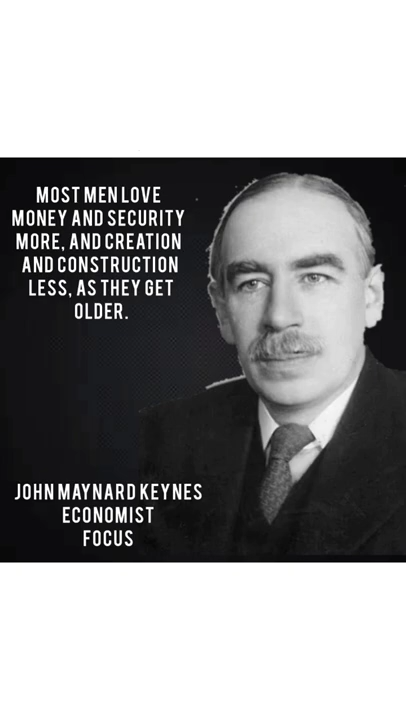 MOST MEN LOVE
MONEY AND SECURITY
MORE, AND CREATION
AND CONSTRUCTION
LESS, AS THEY GET
OLDER.
JOHN MAYNARD KEYNES
ECONOMIST
FOCUS